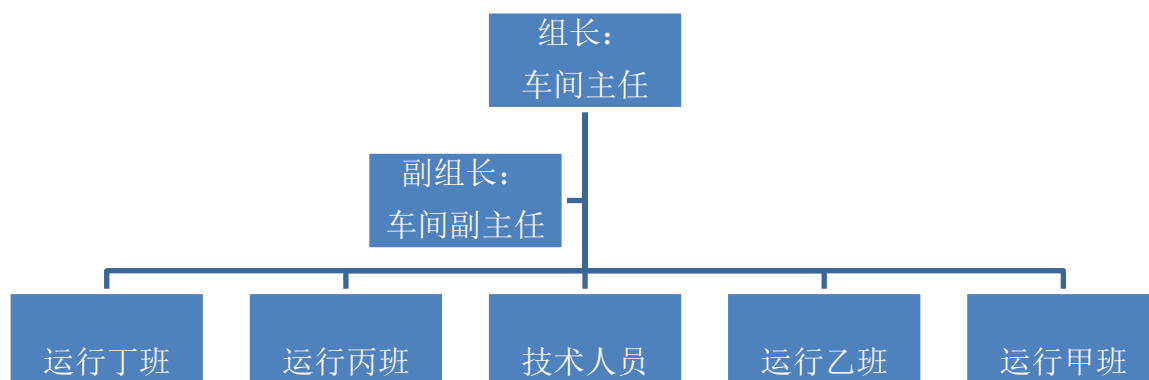 组长：
车间主任
副组长：
车间副主任
运行丁班
运行丙班
技术人员
运行乙班
运行甲班